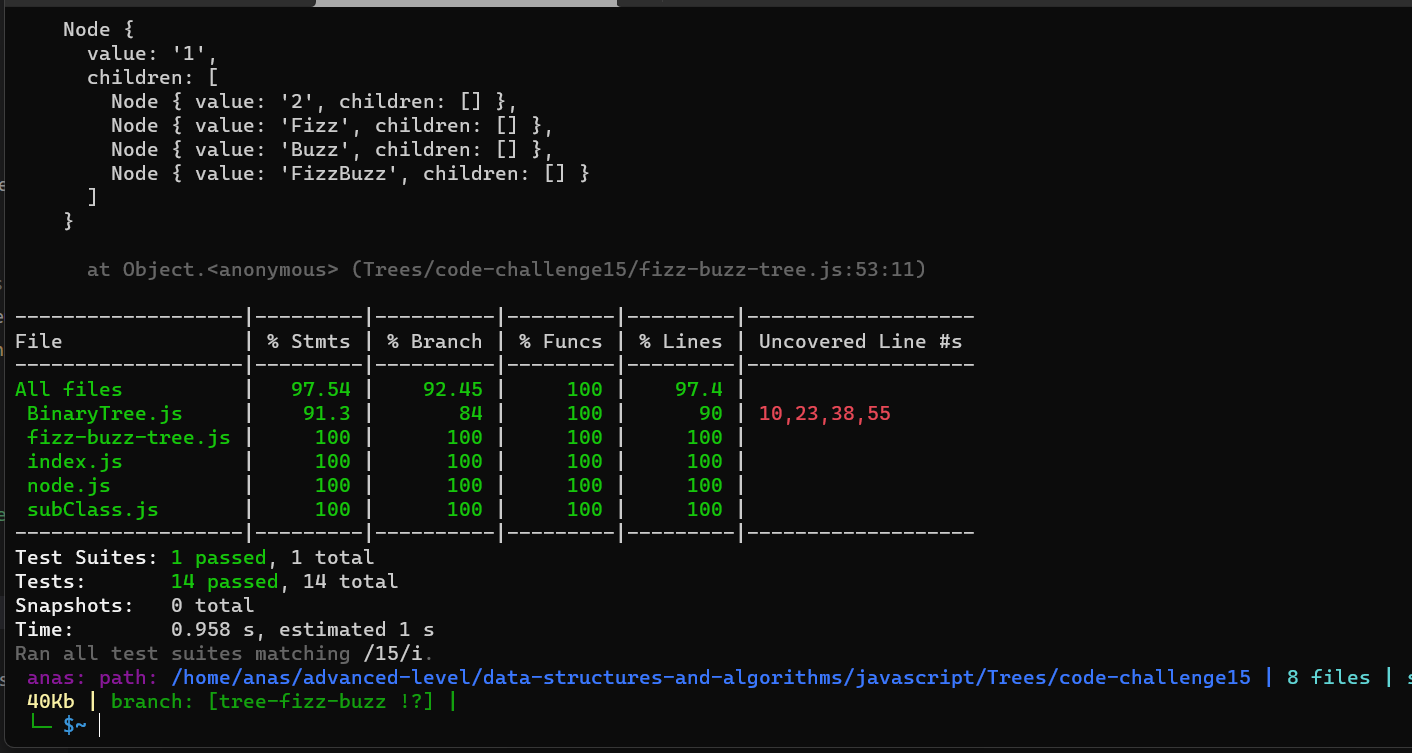 Node {
value: '1',
children: [
Node { value: '2', children: [] },
Node { value: 'Fizz', children: [] },
Node { value: 'Buzz', children: [] },
Node { value: 'FizzBuzz', children: [] }
]
}
at Object.<anonymous> (Trees/code-challenge15/fizz-buzz-tree.js:53:11)
-------------------|---------|----------|---------|---------|-------------------
File | % Stmts | % Branch | % Funcs | % Lines | Uncovered Line #s
-------------------|---------|----------|---------|---------|-------------------
All files | 97.54 | 92.45 | 100 | 97.4 |
BinaryTree.js | 91.3 | 84 | 100 | 90 | 10,23,38,55
fizz-buzz-tree.js | 100 | 100 | 100 | 100 |
index.js | 100 | 100 | 100 | 100 |
node.js | 100 | 100 | 100 | 100 |
subClass.js | 100 | 100 | 100 | 100 |
-------------------|---------|----------|---------|---------|-------------------
Test Suites: 1 passed, 1 total
Tests: 14 passed, 14 total
Snapshots: 0 total
Time: 0.958 s, estimated 1 s
Ran all test suites matching /15/i.
anas: path: /home/anas/advanced-level/data-structures-and-algorithms/javascript/Trees/code-challenge15 | 8 files |
40Kb | branch: [tree-fizz-buzz !?] |
└─ $~